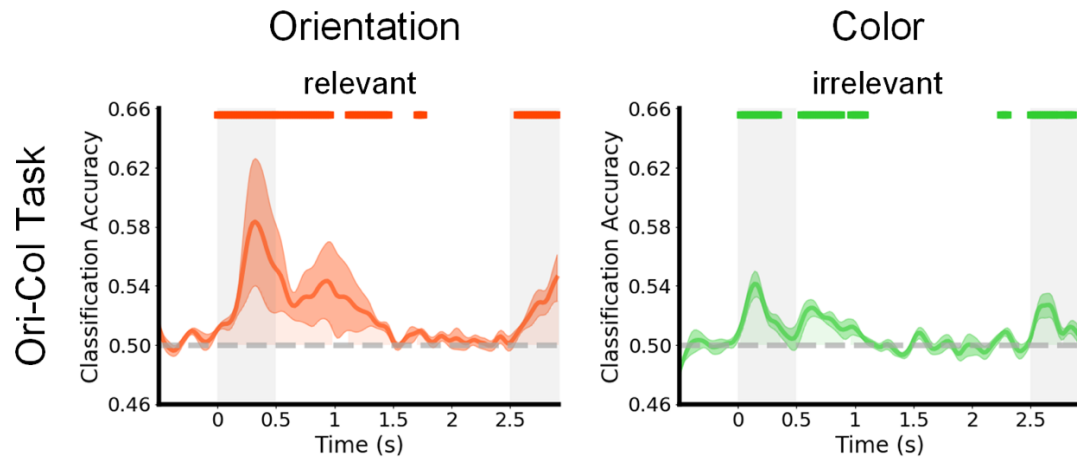 Orientation
Color
relevant
irrelevant
Ori-Col Task
Classification Accuracy
0.66
0.62
0.58
0.54
0.50
0.46
0
0.5
1
1.5
2
2.5
Time (s)
Classification Accuracy
0.66
0.62
0.58
0.54
0.50
0.46
0
0.5
1
1.5
2
2.5
Time (s)